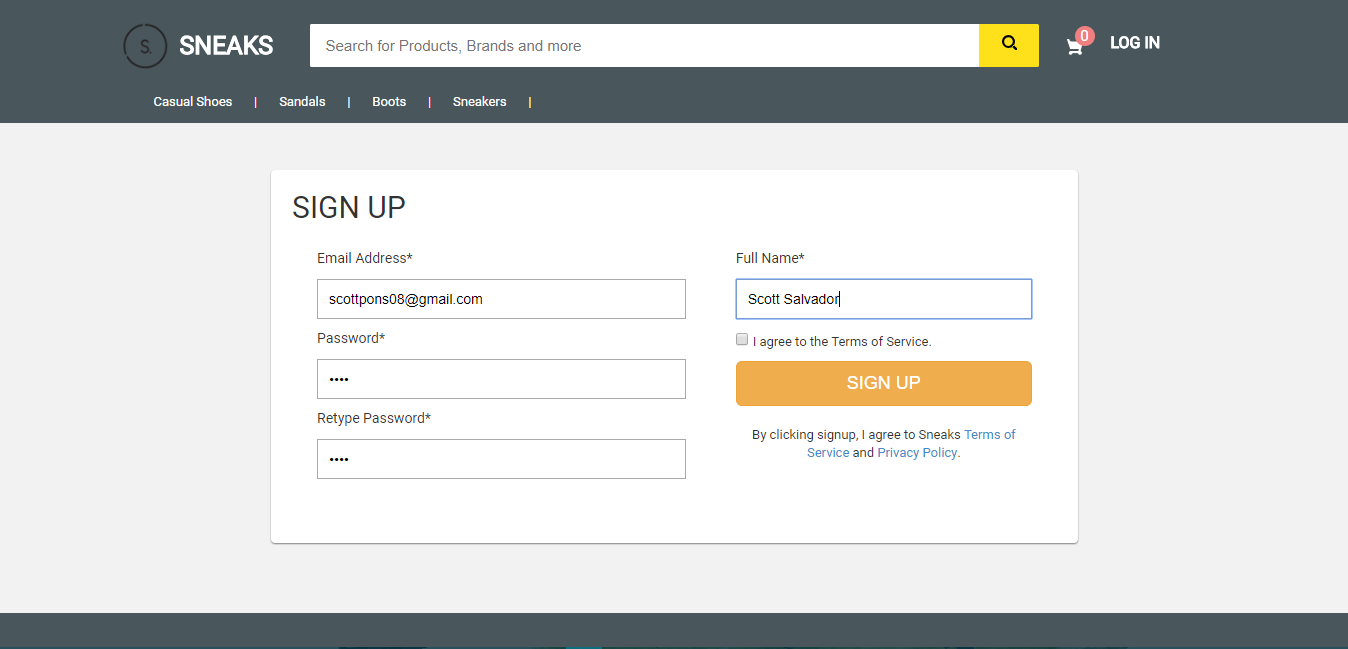 S. SNEAKS
Search for Products, Brands and more
0
LOG IN
Casual Shoes | Sandals | Boots | Sneakers |
SIGN UP
Email Address*
scottpons08@gmail.com
Password*
••••
Retype Password*
••••
Full Name*
Scott Salvador
I agree to the Terms of Service.
SIGN UP
By clicking signup, I agree to Sneaks Terms of
Service and Privacy Policy.